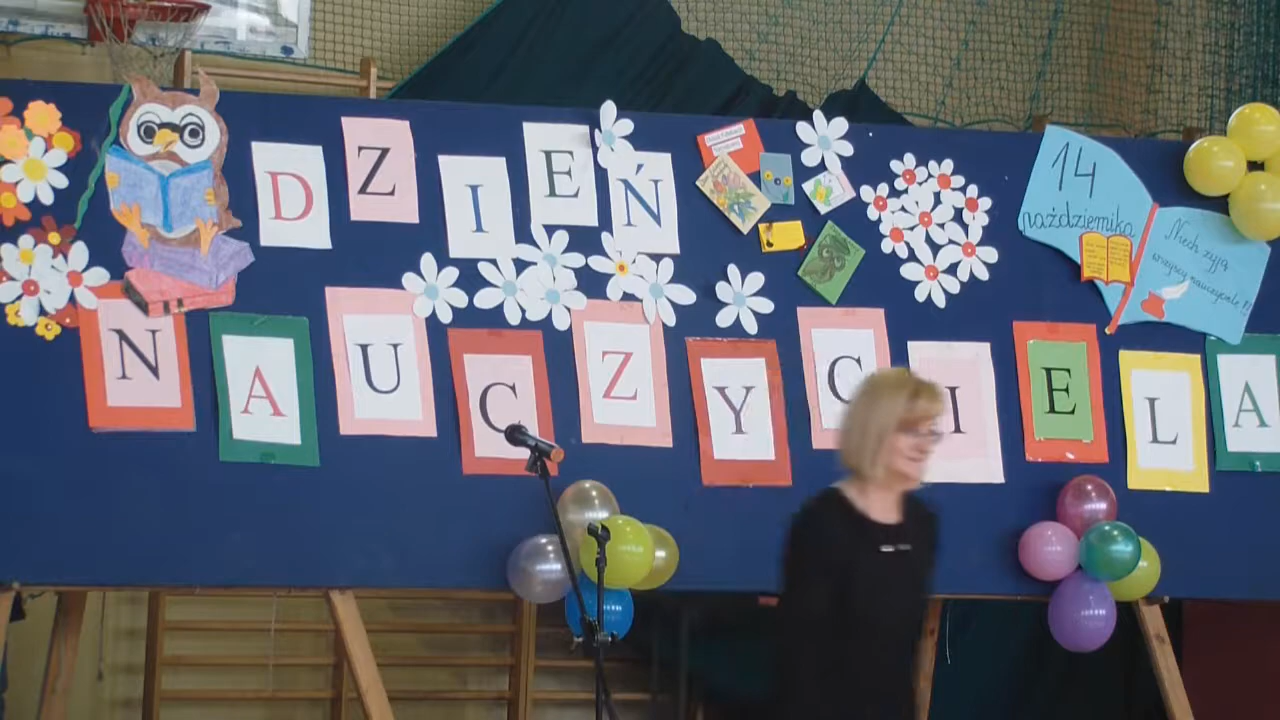 DZIEŃ
NAUCZYCIELA
14
października
Niech żyją
wszyscy nauczyciele!!